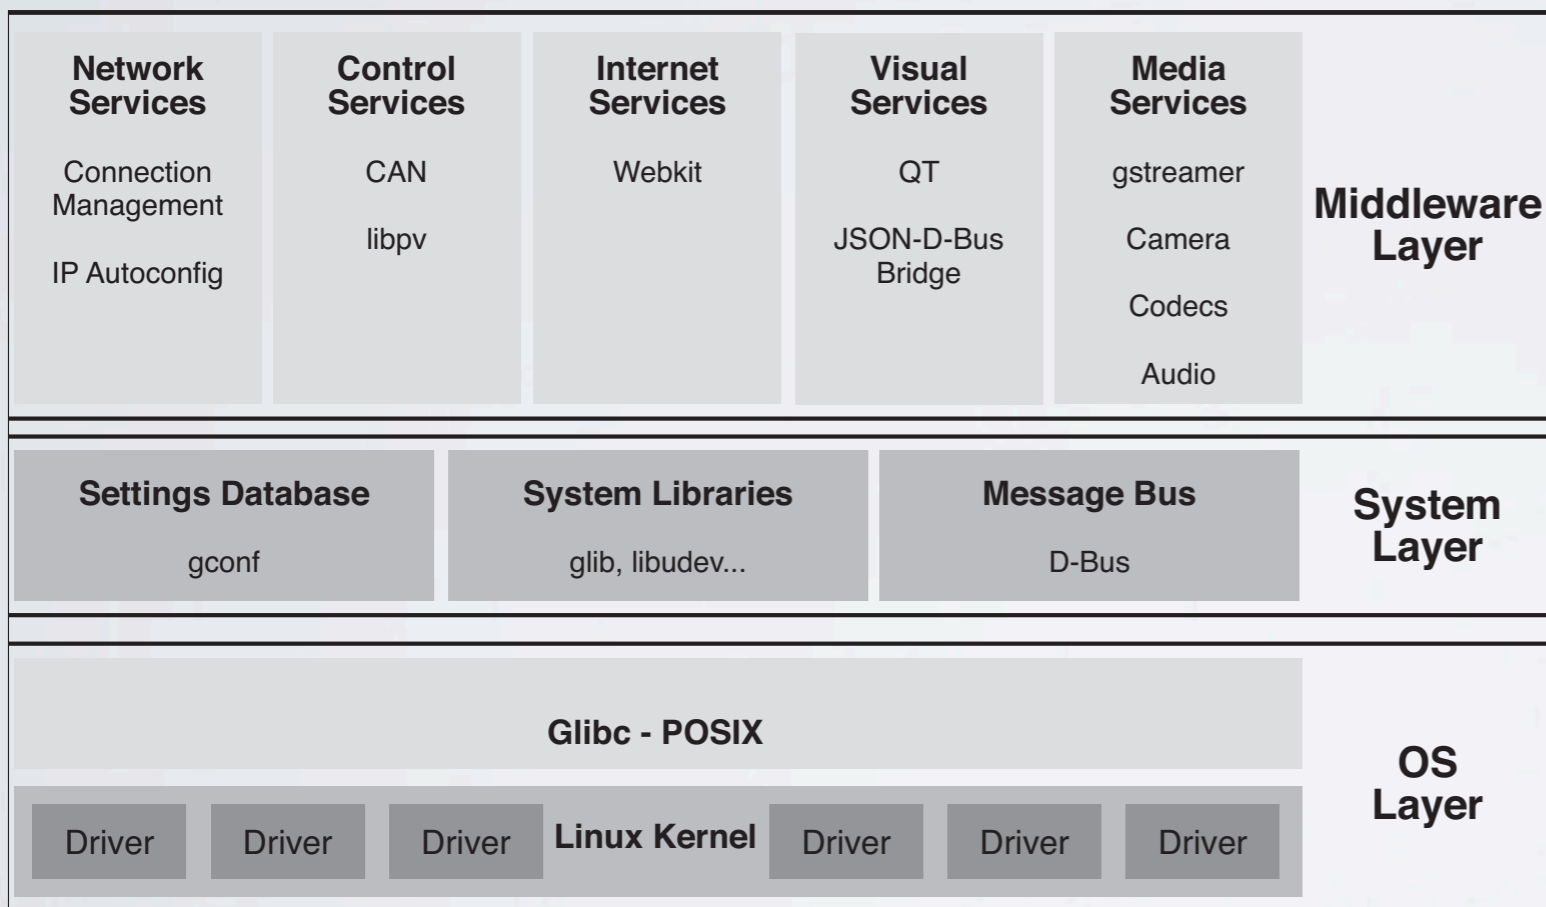 Network
Services
Connection
Management
IP Autoconfig
Control
Services
CAN
libpv
Internet
Services
Webkit
Visual
Services
QT
JSON-D-Bus
Bridge
Media
Services
gstreamer
Camera
Codecs
Audio
Middleware
Layer
Settings Database
gconf
System Libraries
glib, libudev...
Message Bus
D-Bus
System
Layer
Glibc - POSIX
OS
Layer
Driver
Driver
Driver
Linux Kernel
Driver
Driver
Driver